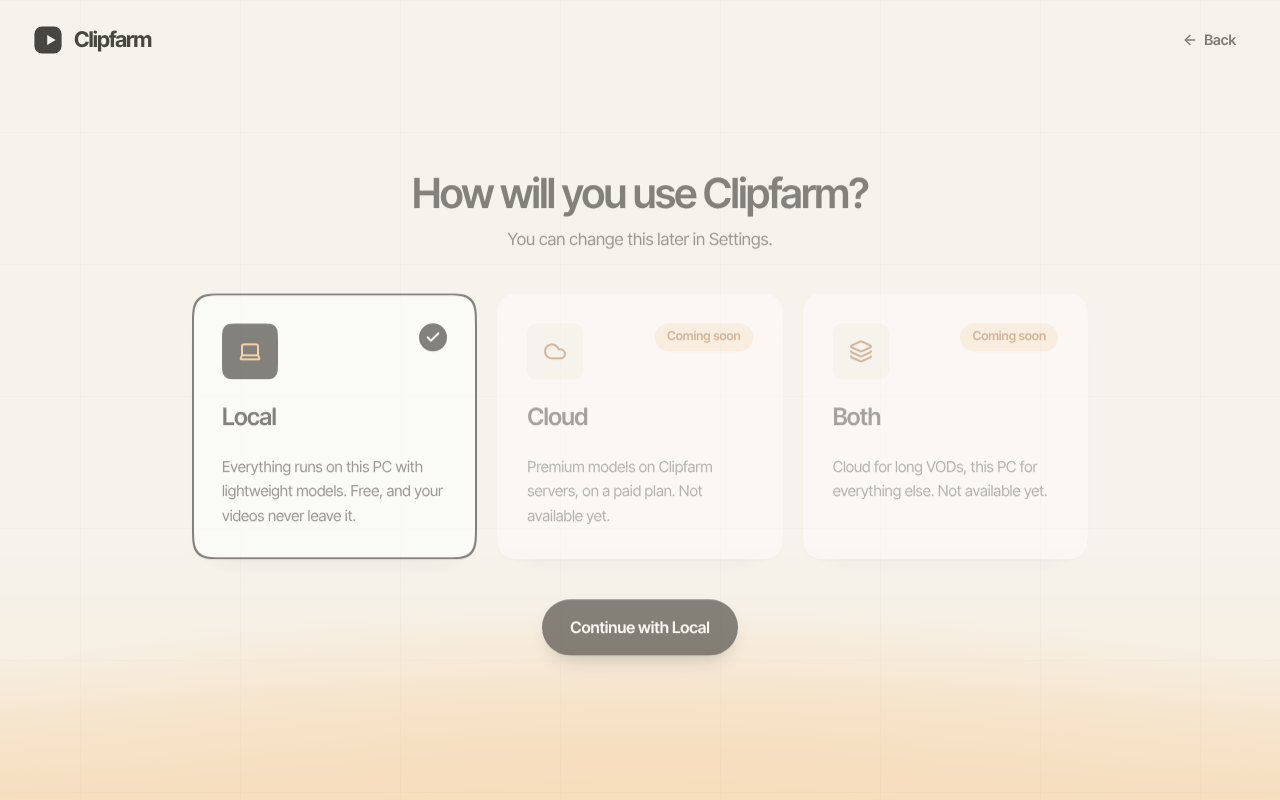 Clipfarm
Back
How will you use Clipfarm?
You can change this later in Settings.
Local
Everything runs on this PC with
lightweight models. Free, and your
videos never leave it.
Coming soon
Cloud
Premium models on Clipfarm
servers, on a paid plan. Not
available yet.
Coming soon
Both
Cloud for long VODs, this PC for
everything else. Not available yet.
Continue with Local